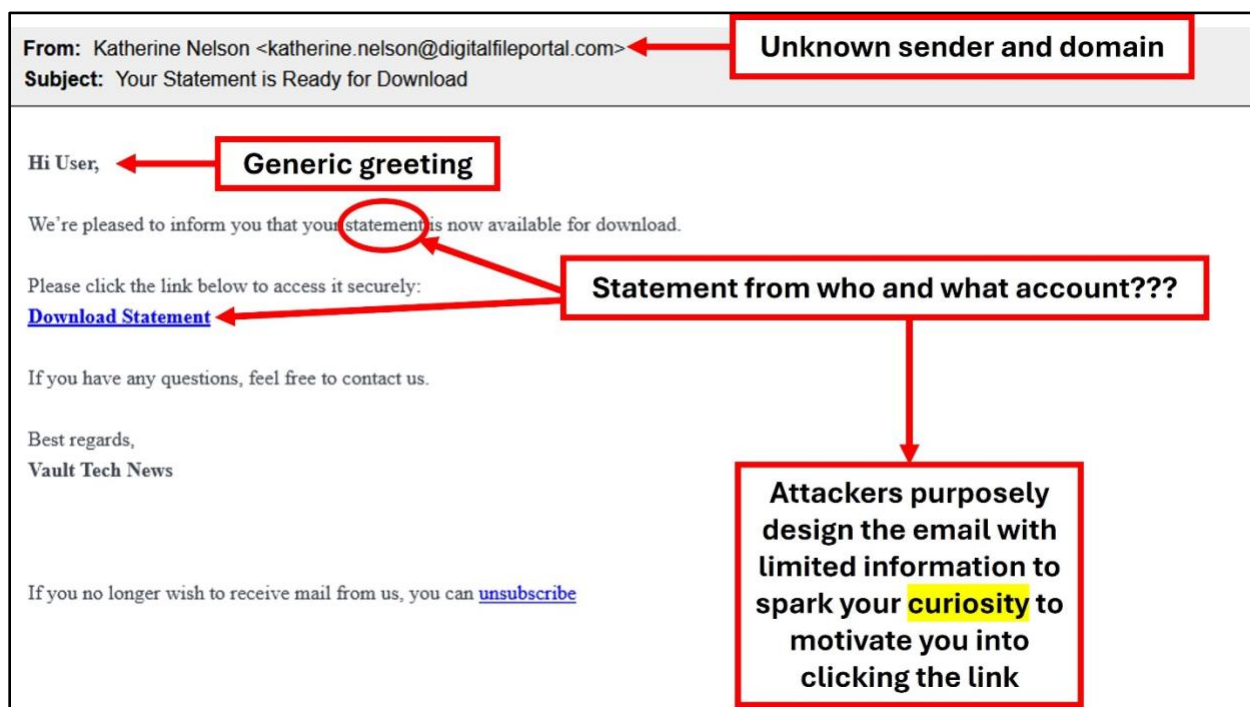 From: Katherine Nelson <katherine.nelson@digitalfileportal.com>
Unknown sender and domain
Subject: Your Statement is Ready for Download
Hi User,
Generic greeting
We’re pleased to inform you that your statement is now available for download.
Please click the link below to access it securely:
Statement from who and what account???
Download Statement
If you have any questions, feel free to contact us.
Best regards,
Vault Tech News
Attackers purposely
design the email with
limited information to
spark your curiosity to
motivate you into
clicking the link
If you no longer wish to receive mail from us, you can unsubscribe